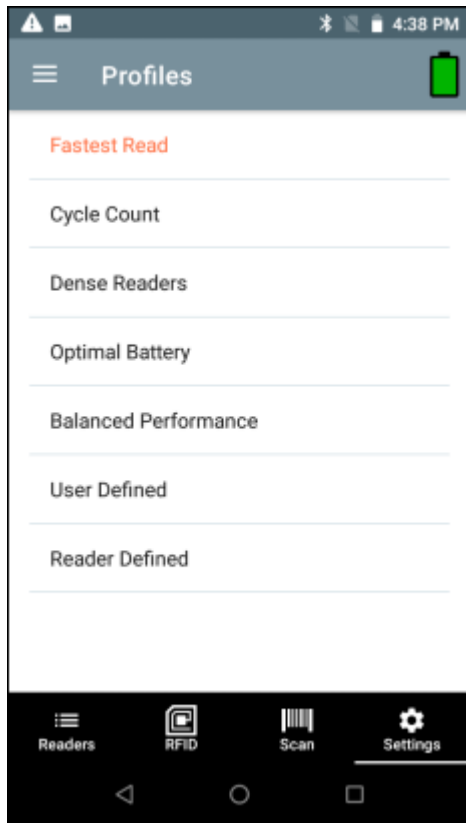 4:38 PM
Profiles
Fastest Read
Cycle Count
Dense Readers
Optimal Battery
Balanced Performance
User Defined
Reader Defined
Readers RFID Scan Settings